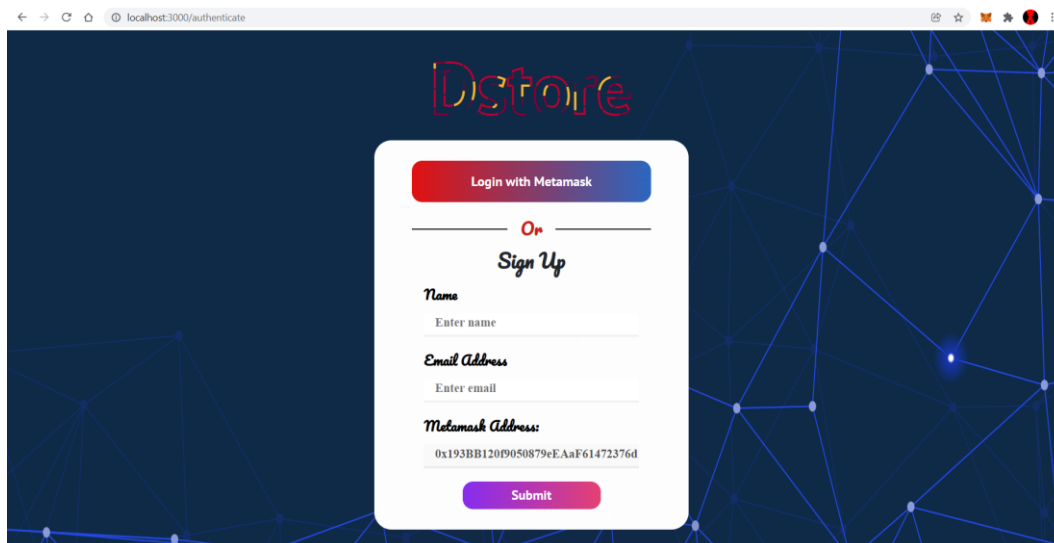 localhost:3000/authenticate
Dstore
Login with Metamask
Or
Sign Up
Name
Enter name
Email Address
Enter email
Metamask Address:
0x193BB120f9050879eEAaF61472376d
Submit